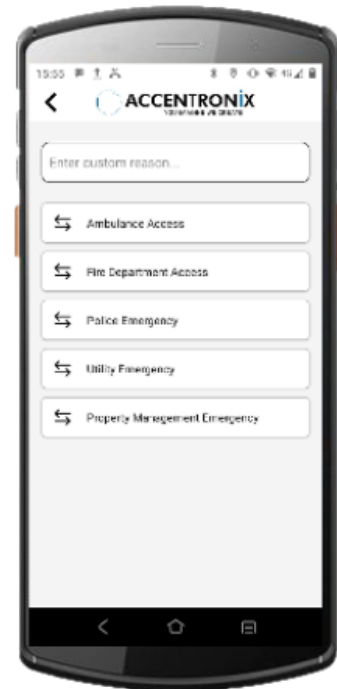 15:55
ACCENTRONiX
Enter custom reason...
Ambulance Access
Fire Department Access
Police Emergency
Utility Emergency
Property Management Emergency